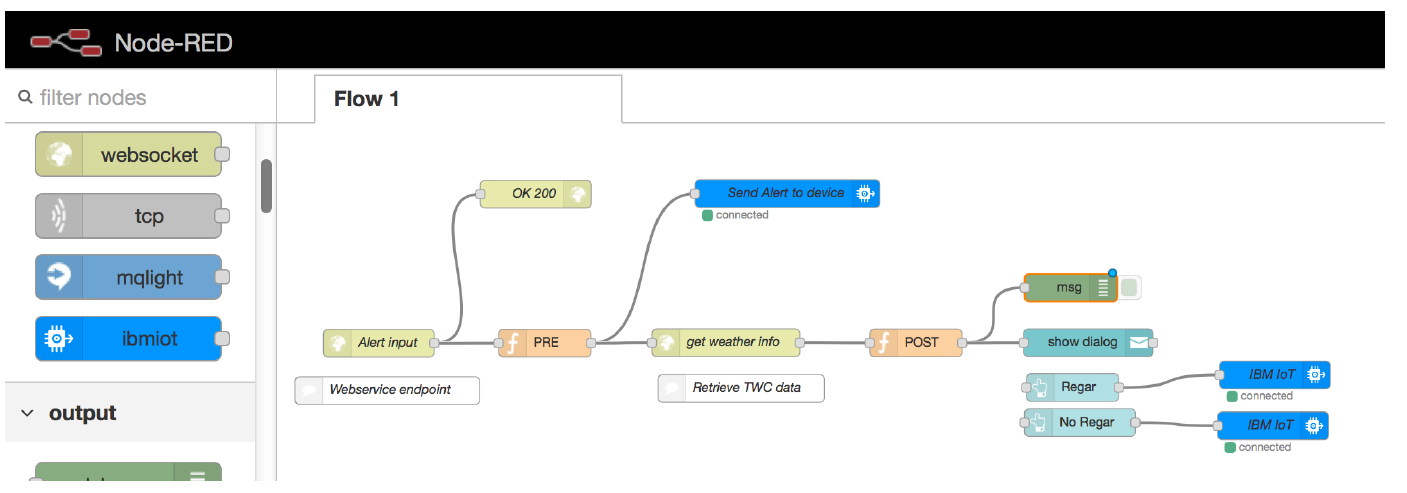 Node-RED
filter nodes
Flow 1
websocket
tcp
mqlight
ibmiot
output
OK 200
Send Alert to device
connected
msg
Alert input
PRE
get weather info
POST
show dialog
Webservice endpoint
Retrieve TWC data
Regar
IBM IoT
connected
No Regar
IBM IoT
connected